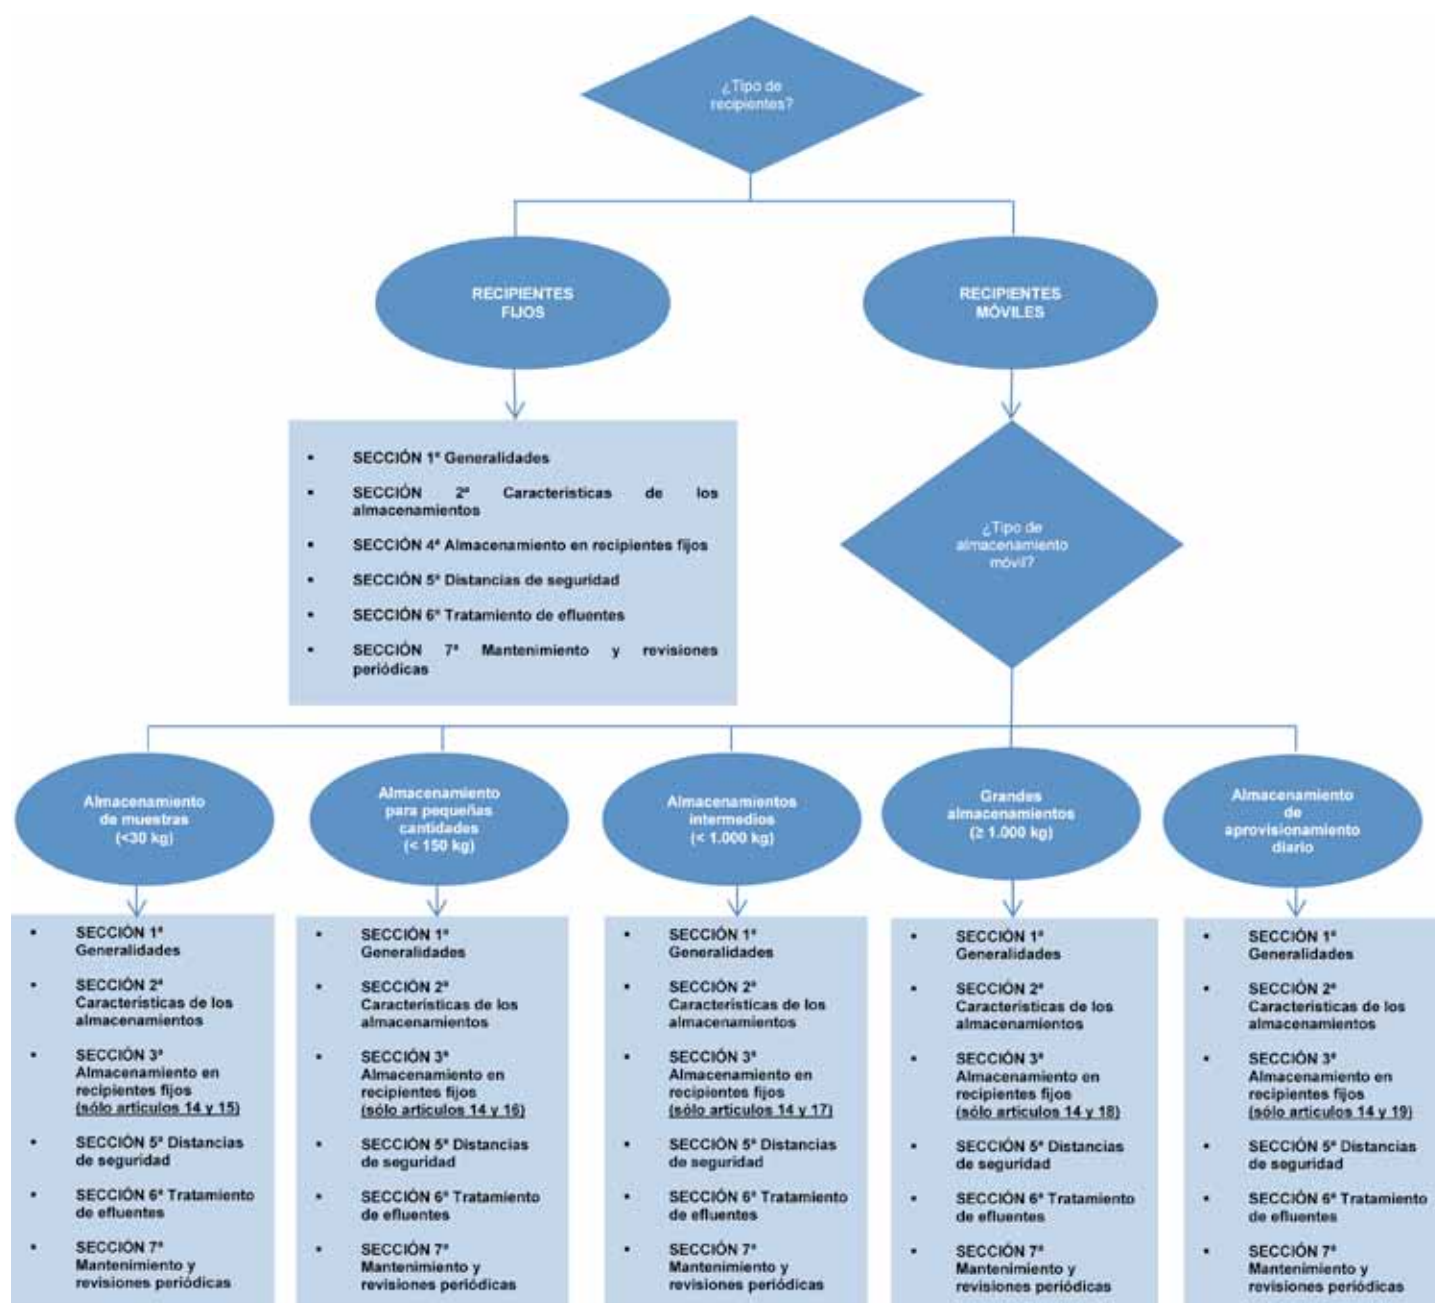 ¿Tipo de
recipientes?
RECIPIENTES
FIJOS
RECIPIENTES
MÓVILES
▪ SECCIÓN 1ª Generalidades
▪ SECCIÓN 2ª Características de los
almacenamientos
▪ SECCIÓN 4ª Almacenamiento en recipientes fijos
▪ SECCIÓN 5ª Distancias de seguridad
▪ SECCIÓN 6ª Tratamiento de efluentes
▪ SECCIÓN 7ª Mantenimiento y revisiones
periódicas
¿Tipo de
almacenamiento
móvil?
Almacenamiento
de muestras
(<30 kg)
Almacenamiento
para pequeñas
cantidades
(< 150 kg)
Almacenamientos
intermedios
(< 1.000 kg)
Grandes
almacenamientos
(≥ 1.000 kg)
Almacenamiento
de
aprovisionamiento
diario
▪ SECCIÓN 1ª
Generalidades
▪ SECCIÓN 2ª
Características de los
almacenamientos
▪ SECCIÓN 3ª
Almacenamiento en
recipientes fijos
(sólo artículos 14 y 15)
▪ SECCIÓN 5ª Distancias
de seguridad
▪ SECCIÓN 6ª Tratamiento
de efluentes
▪ SECCIÓN 7ª
Mantenimiento y
revisiones periódicas
▪ SECCIÓN 1ª
Generalidades
▪ SECCIÓN 2ª
Características de los
almacenamientos
▪ SECCIÓN 3ª
Almacenamiento en
recipientes fijos
(sólo artículos 14 y 16)
▪ SECCIÓN 5ª Distancias
de seguridad
▪ SECCIÓN 6ª Tratamiento
de efluentes
▪ SECCIÓN 7ª
Mantenimiento y
revisiones periódicas
▪ SECCIÓN 1ª
Generalidades
▪ SECCIÓN 2ª
Características de los
almacenamientos
▪ SECCIÓN 3ª
Almacenamiento en
recipientes fijos
(sólo artículos 14 y 17)
▪ SECCIÓN 5ª Distancias
de seguridad
▪ SECCIÓN 6ª Tratamiento
de efluentes
▪ SECCIÓN 7ª
Mantenimiento y
revisiones periódicas
▪ SECCIÓN 1ª
Generalidades
▪ SECCIÓN 2ª
Características de los
almacenamientos
▪ SECCIÓN 3ª
Almacenamiento en
recipientes fijos
(sólo artículos 14 y 18)
▪ SECCIÓN 5ª Distancias
de seguridad
▪ SECCIÓN 6ª Tratamiento
de efluentes
▪ SECCIÓN 7ª
Mantenimiento y
revisiones periódicas
▪ SECCIÓN 1ª
Generalidades
▪ SECCIÓN 2ª
Características de los
almacenamientos
▪ SECCIÓN 3ª
Almacenamiento en
recipientes fijos
(sólo artículos 14 y 19)
▪ SECCIÓN 5ª Distancias
de seguridad
▪ SECCIÓN 6ª Tratamiento
de efluentes
▪ SECCIÓN 7ª
Mantenimiento y
revisiones periódicas